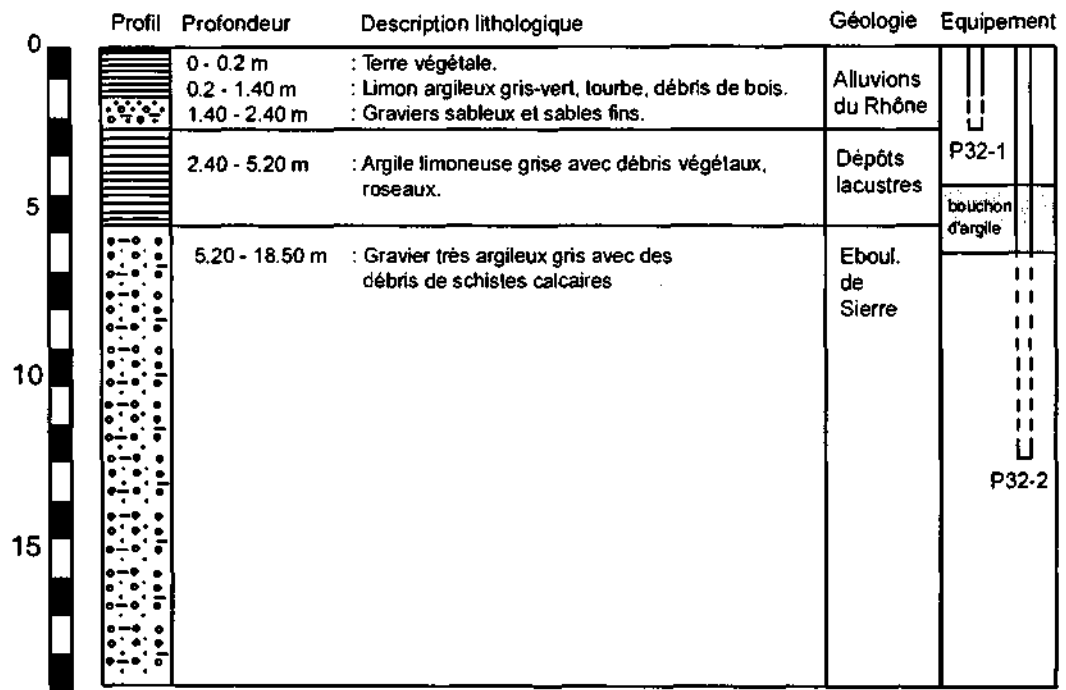 Profil Profondeur Description lithologique Géologie Equipement
0
0 - 0.2 m : Terre végétale.
0.2 - 1.40 m : Limon argileux gris-vert, tourbe, débris de bois.
1.40 - 2.40 m : Graviers sableux et sables fins.
Alluvions
du Rhône
P32-1
2.40 - 5.20 m : Argile limoneuse grise avec débris végétaux,
roseaux.
Dépôts
lacustres
5
bouchon
d'argile
5.20 - 18.50 m : Gravier très argileux gris avec des
débris de schistes calcaires
Eboul.
de
Sierre
10
P32-2
15